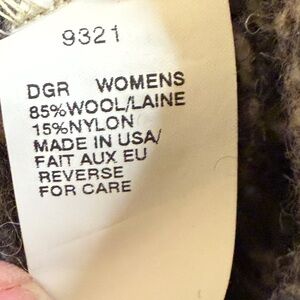 9321
DGR WOMENS
85%WOOL/LAINE
15%NYLON
MADE IN USA/
FAIT AUX EU
REVERSE
FOR CARE